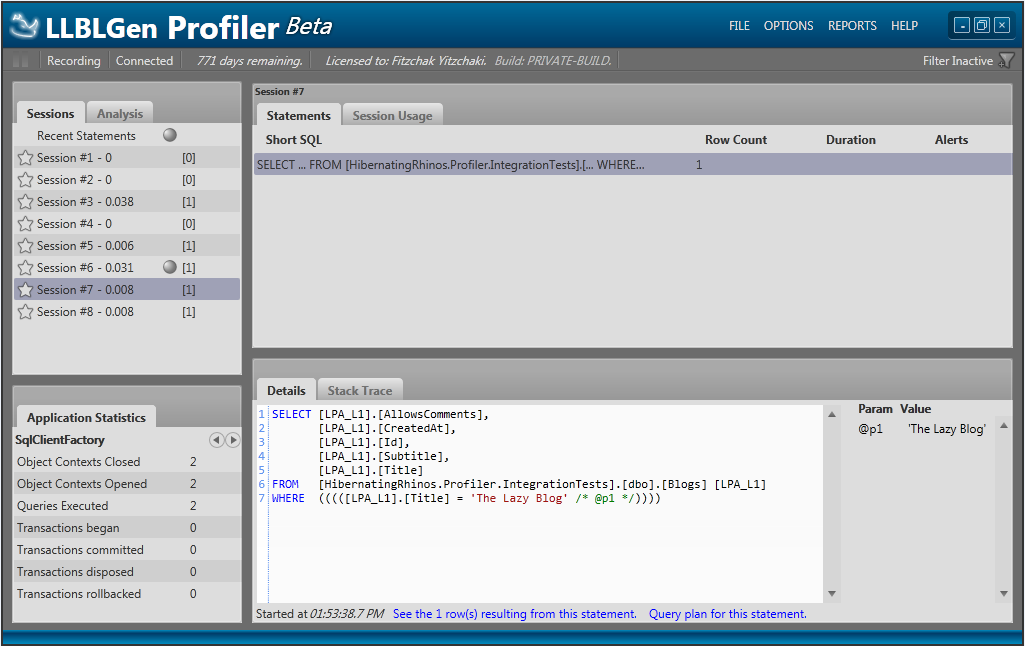 LLBLGen Profiler Beta
FILE OPTIONS REPORTS HELP
Recording Connected 771 days remaining. Licensed to: Fitzchak Yitzchaki. Build: PRIVATE-BUILD. Filter Inactive
Sessions Analysis
Recent Statements
Session #1 - 0 [0]
Session #2 - 0 [0]
Session #3 - 0.038 [1]
Session #4 - 0 [0]
Session #5 - 0.006 [1]
Session #6 - 0.031 [1]
Session #7 - 0.008 [1]
Session #8 - 0.008 [1]
Application Statistics
SqlClientFactory
Object Contexts Closed 2
Object Contexts Opened 2
Queries Executed 2
Transactions began 0
Transactions committed 0
Transactions disposed 0
Transactions rollbacked 0
Session #7
Statements Session Usage
Short SQL Row Count Duration Alerts
SELECT ... FROM [HibernatingRhinos.Profiler.IntegrationTests].[... WHERE... 1
Details Stack Trace
1 SELECT [LPA_L1].[AllowsComments],
2 [LPA_L1].[CreatedAt],
3 [LPA_L1].[Id],
4 [LPA_L1].[Subtitle],
5 [LPA_L1].[Title]
6 FROM [HibernatingRhinos.Profiler.IntegrationTests].[dbo].[Blogs] [LPA_L1]
7 WHERE ((((([LPA_L1].[Title] = 'The Lazy Blog' /* @p1 */))))
Param Value
@p1 'The Lazy Blog'
Started at 01:53:38.7 PM See the 1 row(s) resulting from this statement. Query plan for this statement.